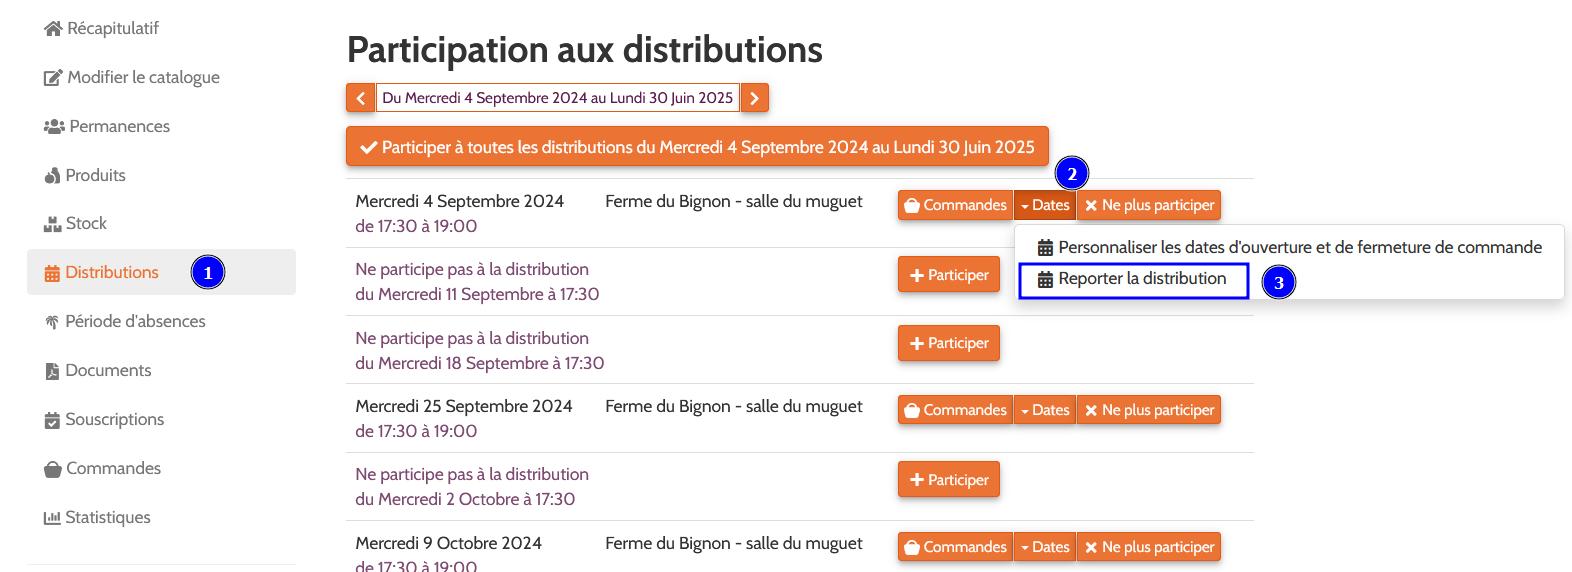 Récapitulatif
Modifier le catalogue
Permanences
Produits
Stock
Distributions 1
Période d'absences
Documents
Souscriptions
Commandes
Statistiques
Participation aux distributions
Du Mercredi 4 Septembre 2024 au Lundi 30 Juin 2025
Participer à toutes les distributions du Mercredi 4 Septembre 2024 au Lundi 30 Juin 2025
2
Mercredi 4 Septembre 2024 Ferme du Bignon - salle du muguet Commandes Dates Ne plus participer
de 17:30 à 19:00
Personnaliser les dates d'ouverture et de fermeture de commande
Reporter la distribution 3
Ne participe pas à la distribution
du Mercredi 11 Septembre à 17:30
Participer
Ne participe pas à la distribution
du Mercredi 18 Septembre à 17:30
Participer
Mercredi 25 Septembre 2024 Ferme du Bignon - salle du muguet Commandes Dates Ne plus participer
de 17:30 à 19:00
Ne participe pas à la distribution
du Mercredi 2 Octobre à 17:30
Participer
Mercredi 9 Octobre 2024 Ferme du Bignon - salle du muguet Commandes Dates Ne plus participer
de 17:30 à 19:00